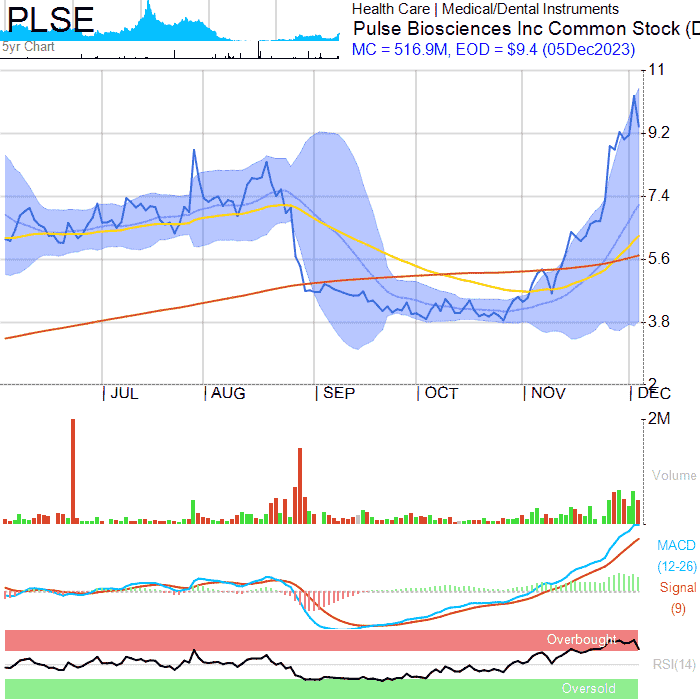 PLSE
5yr Chart
Health Care | Medical/Dental Instruments
Pulse Biosciences Inc Common Stock (D
MC = 516.9M, EOD = $9.4 (05Dec2023)
11
9.2
7.4
5.6
3.8
2
JUL AUG SEP OCT NOV DEC
2M
Volume
MACD
(12-26)
Signal
(9)
Overbought
RSI(14)
Oversold